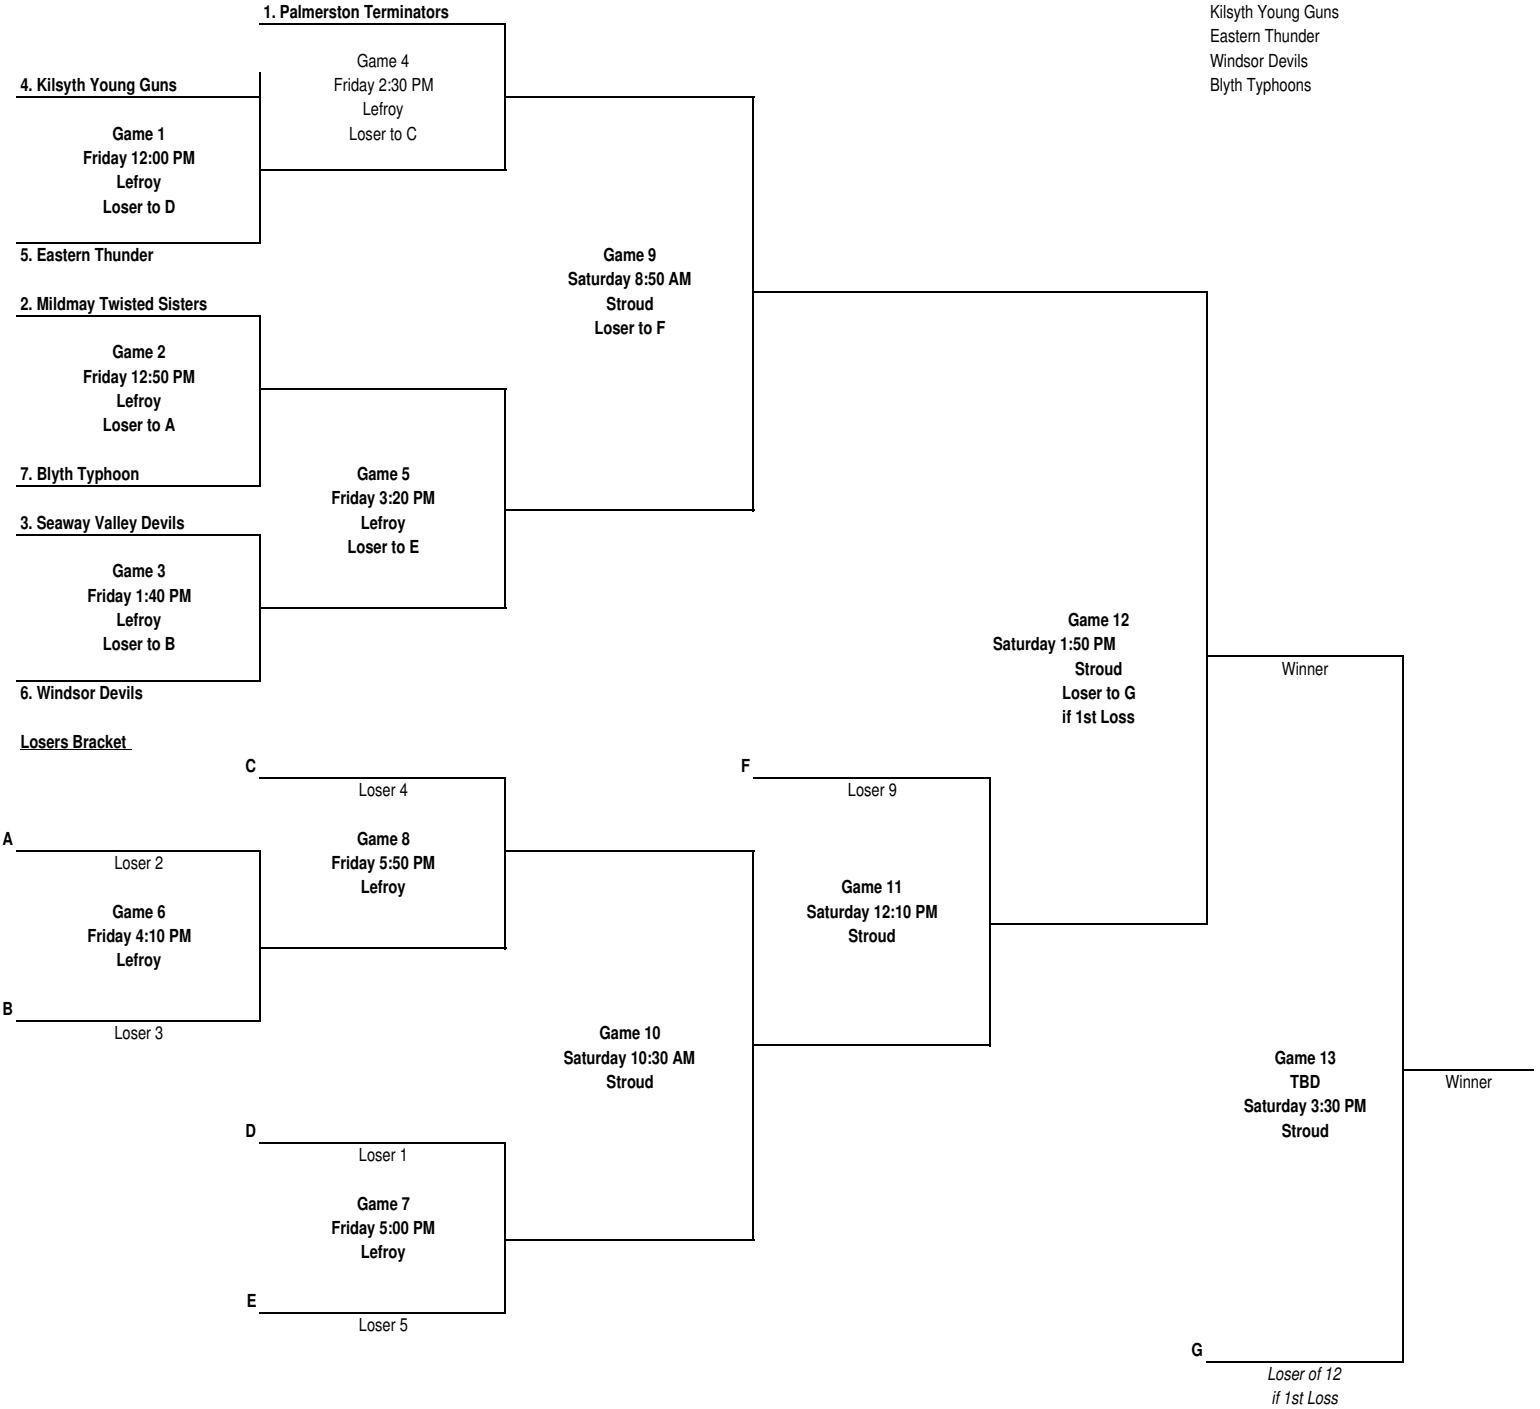 1. Palmerston Terminators
Kilsyth Young Guns
Eastern Thunder
Windsor Devils
Blyth Typhoons
Game 4
Friday 2:30 PM
Lefroy
Loser to C
4. Kilsyth Young Guns
Game 1
Friday 12:00 PM
Lefroy
Loser to D
5. Eastern Thunder
Game 9
Saturday 8:50 AM
Stroud
Loser to F
2. Mildmay Twisted Sisters
Game 2
Friday 12:50 PM
Lefroy
Loser to A
7. Blyth Typhoon
Game 5
Friday 3:20 PM
Lefroy
Loser to E
3. Seaway Valley Devils
Game 3
Friday 1:40 PM
Lefroy
Loser to B
6. Windsor Devils
Game 12
Saturday 1:50 PM
Stroud
Loser to G
if 1st Loss
Winner
Losers Bracket
C
Loser 4
Game 8
Friday 5:50 PM
Lefroy
F
Loser 9
Game 11
Saturday 12:10 PM
Stroud
A
Loser 2
Game 6
Friday 4:10 PM
Lefroy
B
Loser 3
Game 10
Saturday 10:30 AM
Stroud
D
Loser 1
Game 7
Friday 5:00 PM
Lefroy
E
Loser 5
Game 13
TBD
Saturday 3:30 PM
Stroud
Winner
G
Loser of 12
if 1st Loss